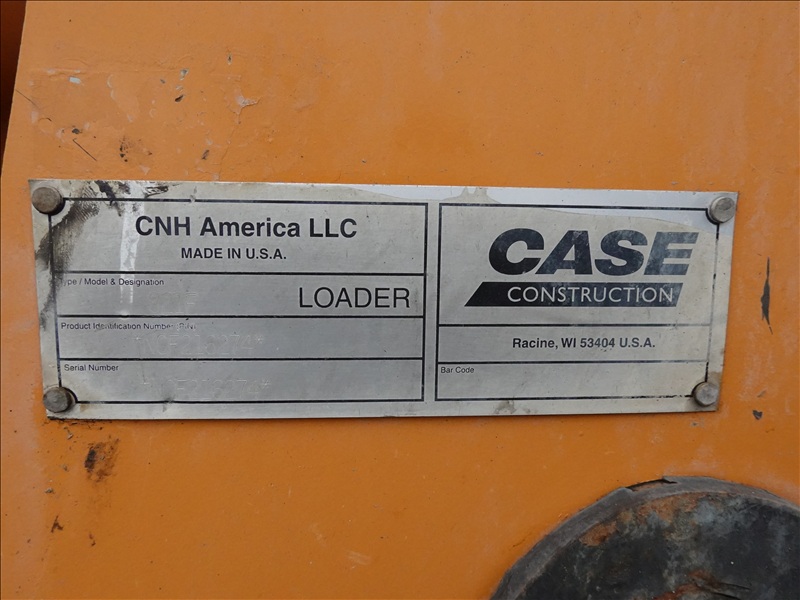 CNH America LLC
MADE IN U.S.A.
Type / Model & Designation
LOADER
Product Identification Number
Serial Number
CASE
CONSTRUCTION
Racine, WI 53404 U.S.A.
Bar Code